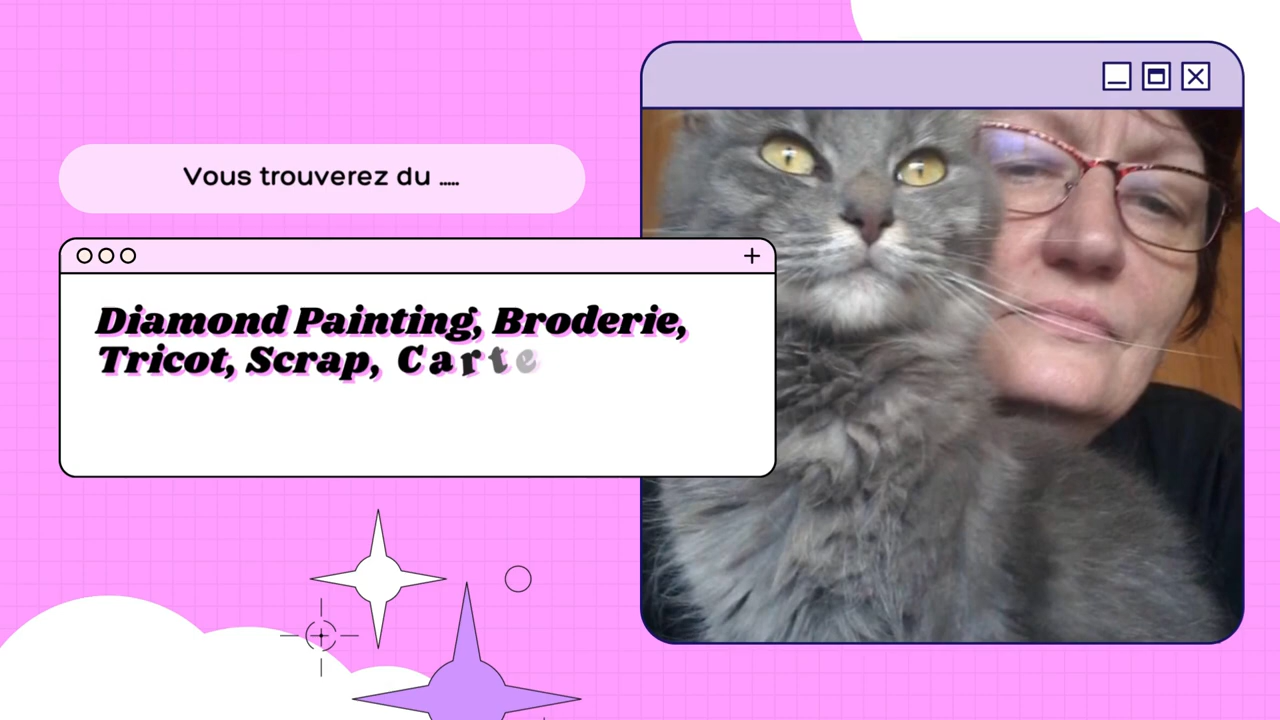 Vous trouverez du .....
Diamond Painting, Broderie,
Tricot, Scrap, Carte